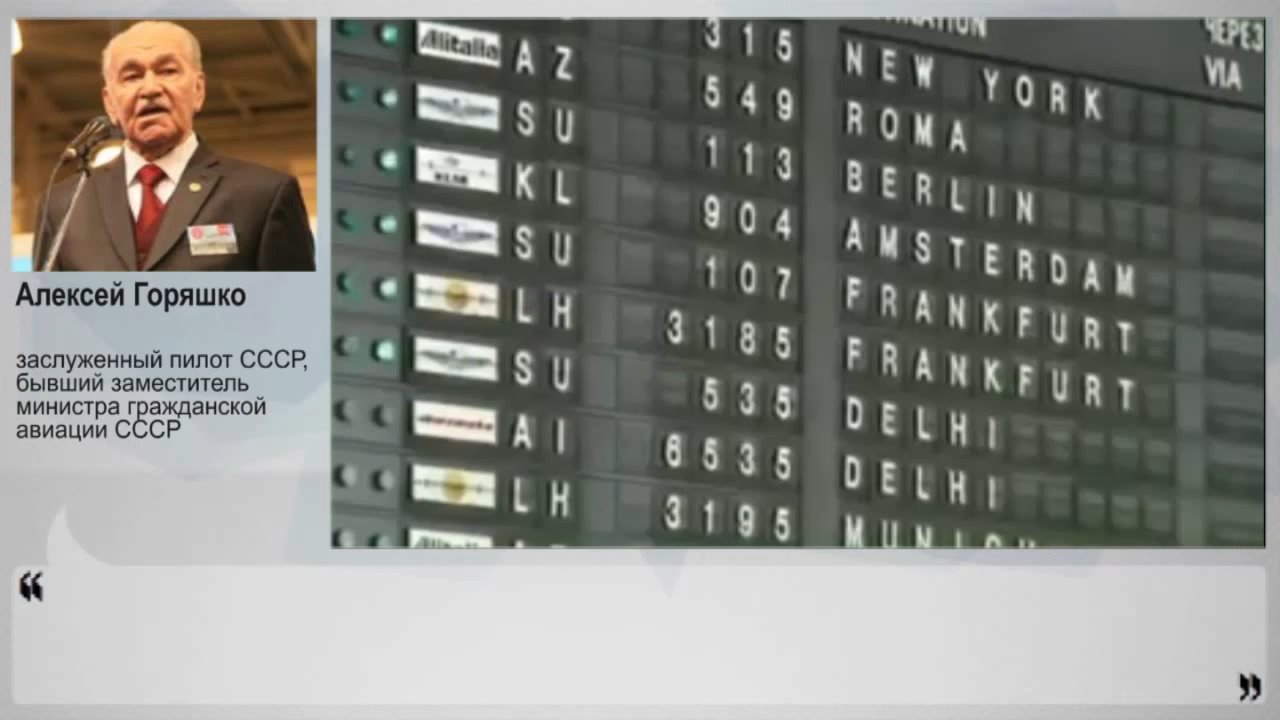 Алексей Горяшко
заслуженный пилот СССР,
бывший заместитель
министра гражданской
авиации СССР
ЧЕРЕЗ
VIA
315 NEW YORK
Alitalia AZ 549 ROMA
SU 113 BERLIN
KL 904 AMSTERDAM
SU 107 FRANKFURT
LH 3185 FRANKFURT
SU 535 DELHI
AI 6535 DELHI
LH 3195 MUNICH
Alitalia
“
”